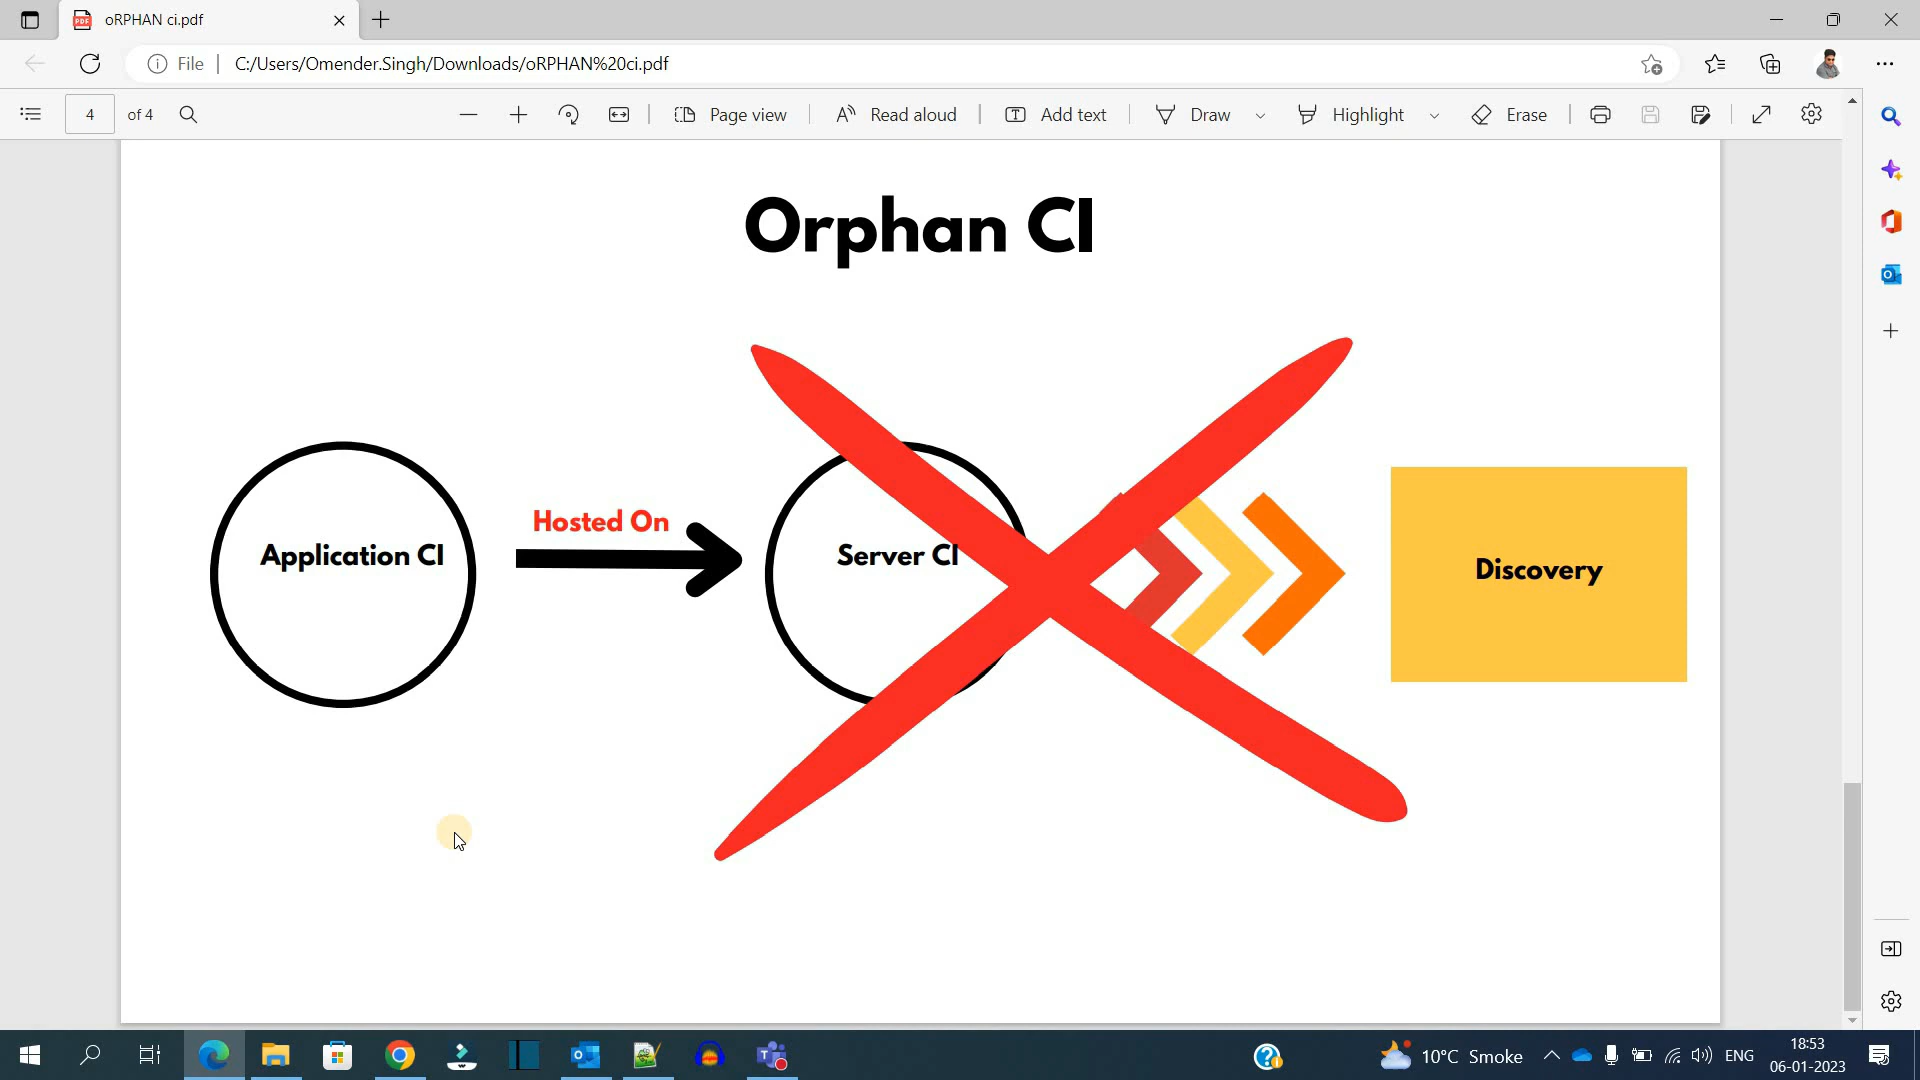 oRPHAN ci.pdf
File
C:/Users/Omender.Singh/Downloads/oRPHAN%20ci.pdf
4 of 4
Page view
Read aloud
Add text
Draw
Highlight
Erase
Orphan CI
Application CI
Hosted On
Server CI
Discovery
10°C Smoke
ENG
18:53
06-01-2023